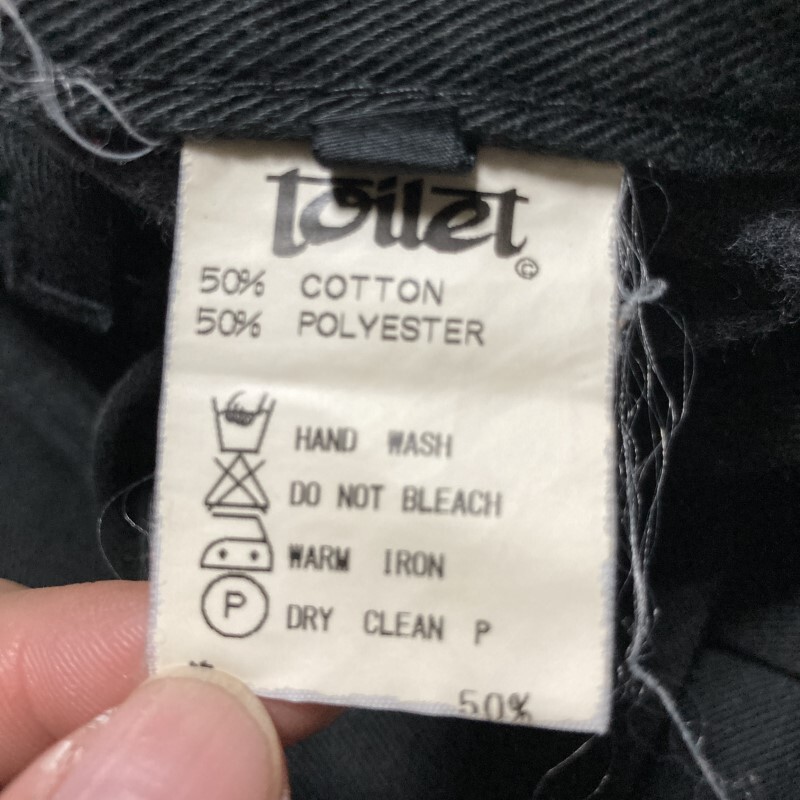 toilet ©
50% COTTON
50% POLYESTER
HAND WASH
DO NOT BLEACH
WARM IRON
P DRY CLEAN P
50%